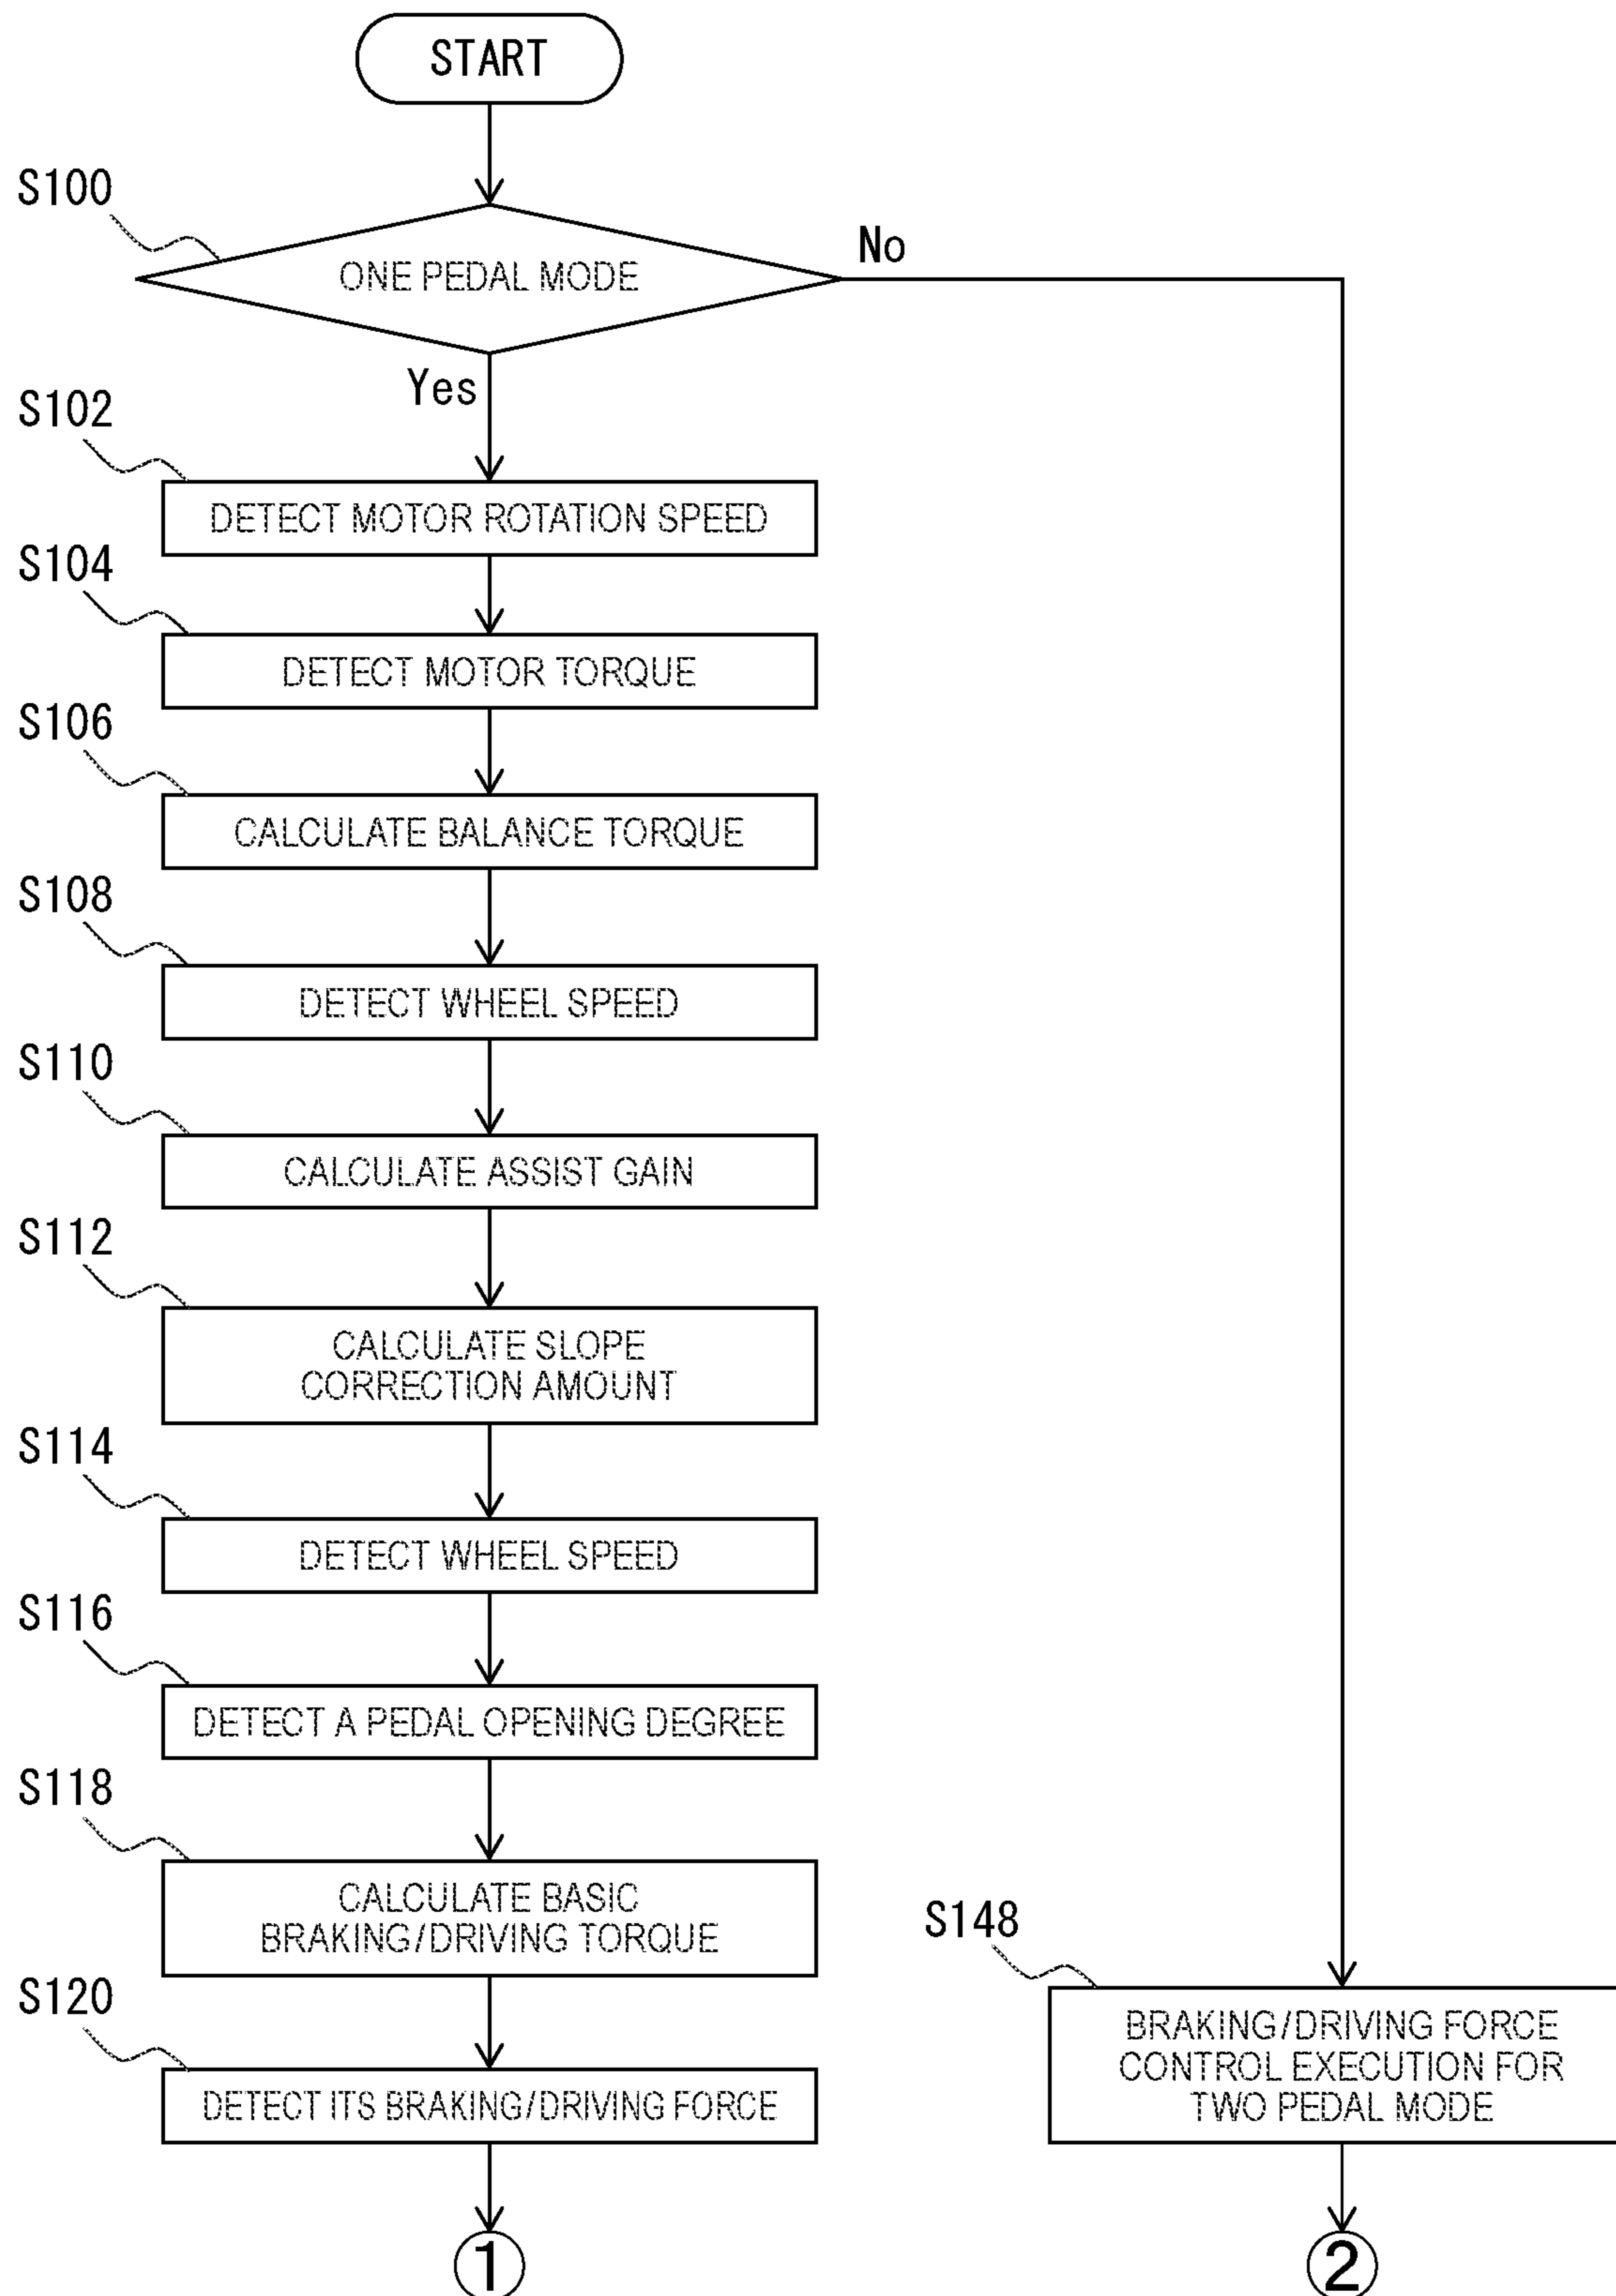 START
S100
ONE PEDAL MODE
No
Yes
S102
DETECT MOTOR ROTATION SPEED
S104
DETECT MOTOR TORQUE
S106
CALCULATE BALANCE TORQUE
S108
DETECT WHEEL SPEED
S110
CALCULATE ASSIST GAIN
S112
CALCULATE SLOPE
CORRECTION AMOUNT
S114
DETECT WHEEL SPEED
S116
DETECT A PEDAL OPENING DEGREE
S118
CALCULATE BASIC
BRAKING/DRIVING TORQUE
S120
DETECT ITS BRAKING/DRIVING FORCE
S148
BRAKING/DRIVING FORCE
CONTROL EXECUTION FOR
TWO PEDAL MODE
1
2